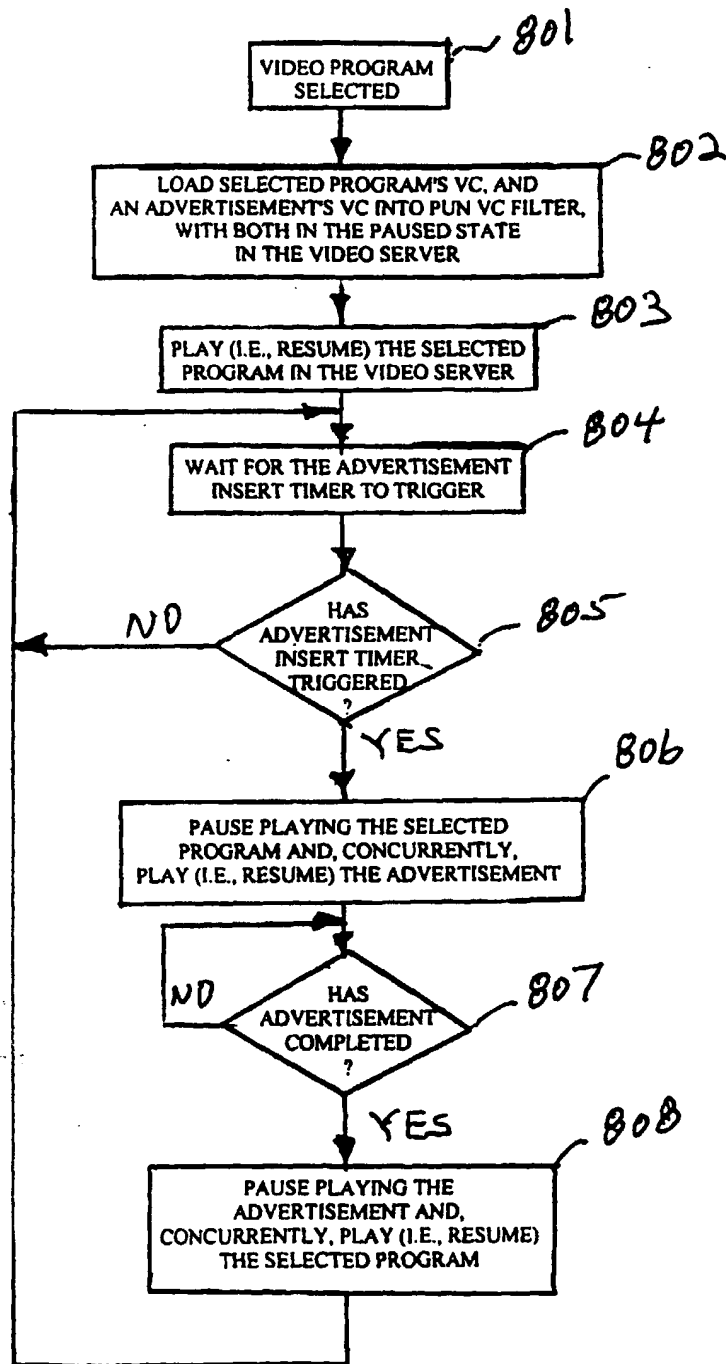 801
VIDEO PROGRAM
SELECTED
802
LOAD SELECTED PROGRAM'S VC, AND
AN ADVERTISEMENT'S VC INTO PUN VC FILTER,
WITH BOTH IN THE PAUSED STATE
IN THE VIDEO SERVER
803
PLAY (I.E., RESUME) THE SELECTED
PROGRAM IN THE VIDEO SERVER
804
WAIT FOR THE ADVERTISEMENT
INSERT TIMER TO TRIGGER
805
HAS
ADVERTISEMENT
INSERT TIMER
TRIGGERED
?
NO
YES
806
PAUSE PLAYING THE SELECTED
PROGRAM AND, CONCURRENTLY,
PLAY (I.E., RESUME) THE ADVERTISEMENT
807
HAS
ADVERTISEMENT
COMPLETED
?
NO
YES
808
PAUSE PLAYING THE
ADVERTISEMENT AND,
CONCURRENTLY, PLAY (I.E., RESUME)
THE SELECTED PROGRAM